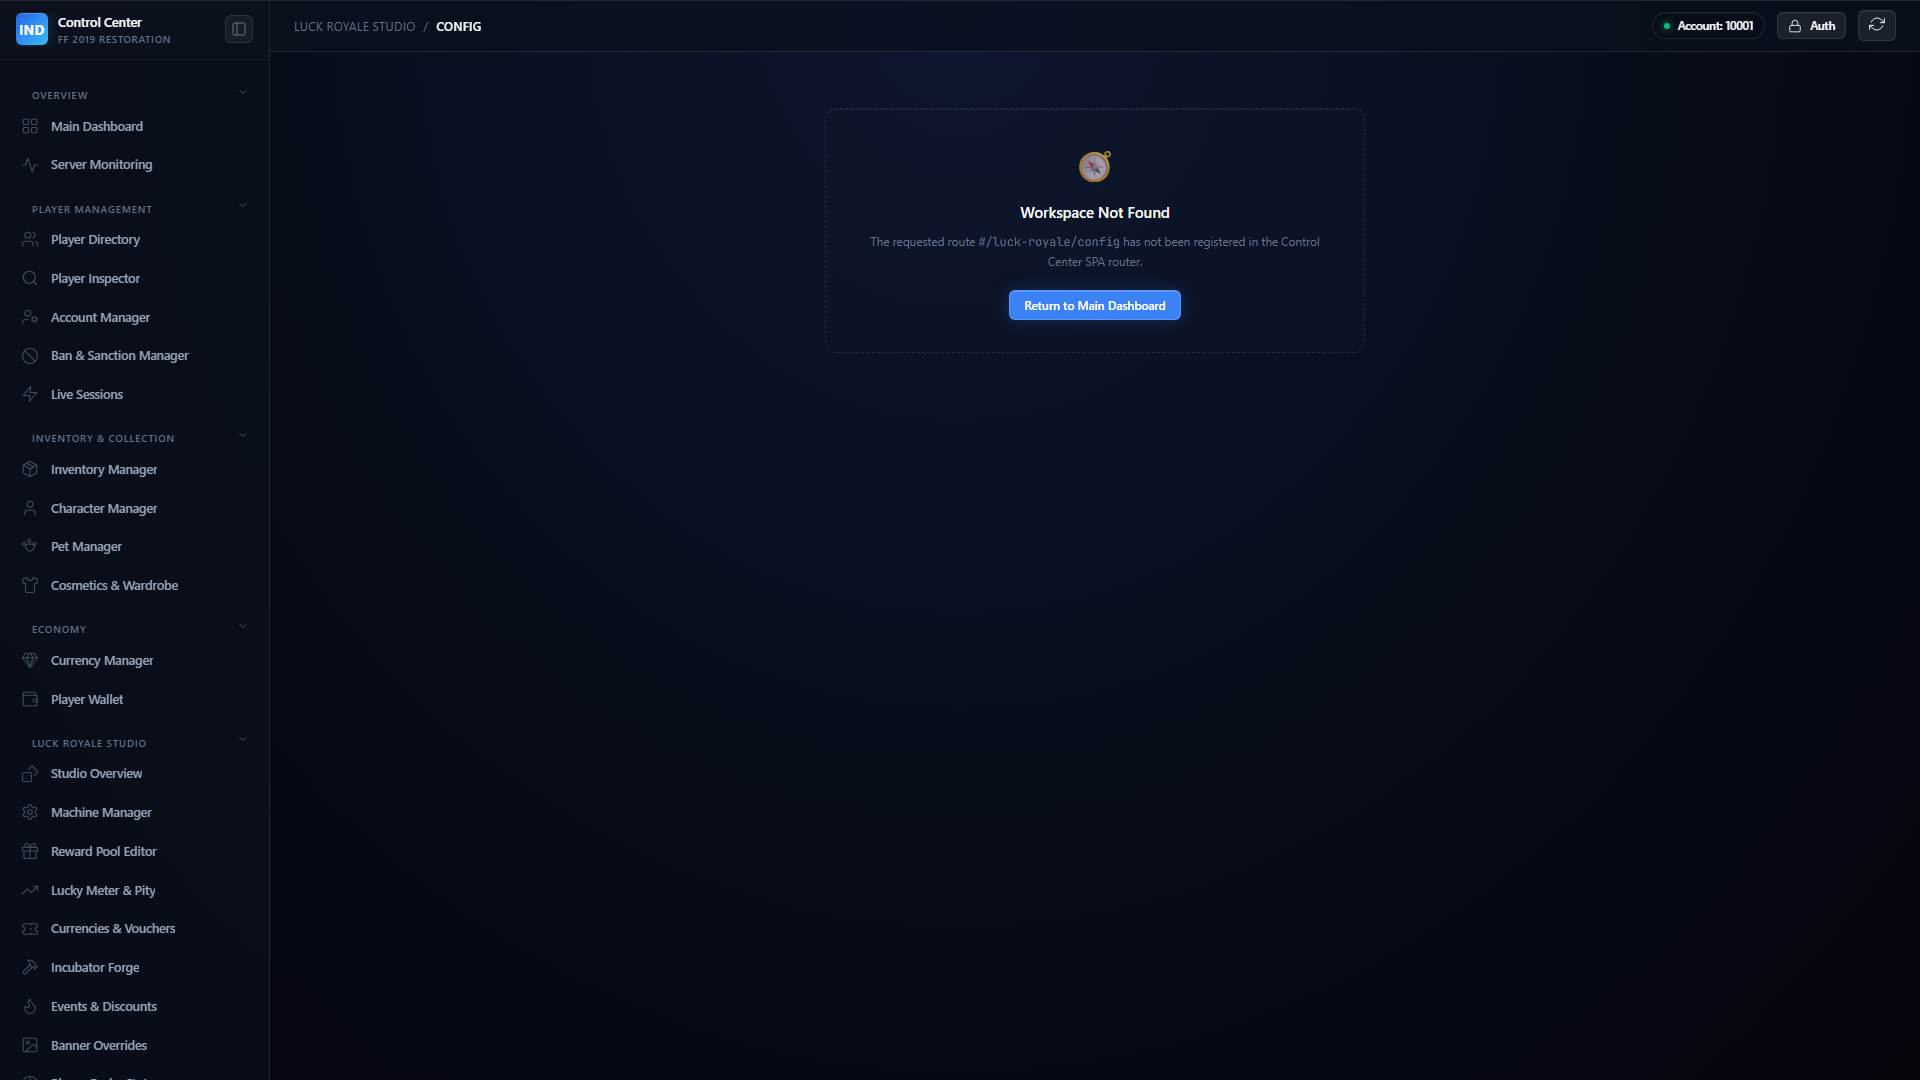 IND
Control Center
FF 2019 RESTORATION
LUCK ROYALE STUDIO / CONFIG
Account: 10001
Auth
OVERVIEW
Main Dashboard
Server Monitoring
PLAYER MANAGEMENT
Player Directory
Player Inspector
Account Manager
Ban & Sanction Manager
Live Sessions
INVENTORY & COLLECTION
Inventory Manager
Character Manager
Pet Manager
Cosmetics & Wardrobe
ECONOMY
Currency Manager
Player Wallet
LUCK ROYALE STUDIO
Studio Overview
Machine Manager
Reward Pool Editor
Lucky Meter & Pity
Currencies & Vouchers
Incubator Forge
Events & Discounts
Banner Overrides
Workspace Not Found
The requested route #/luck-royale/config has not been registered in the Control
Center SPA router.
Return to Main Dashboard